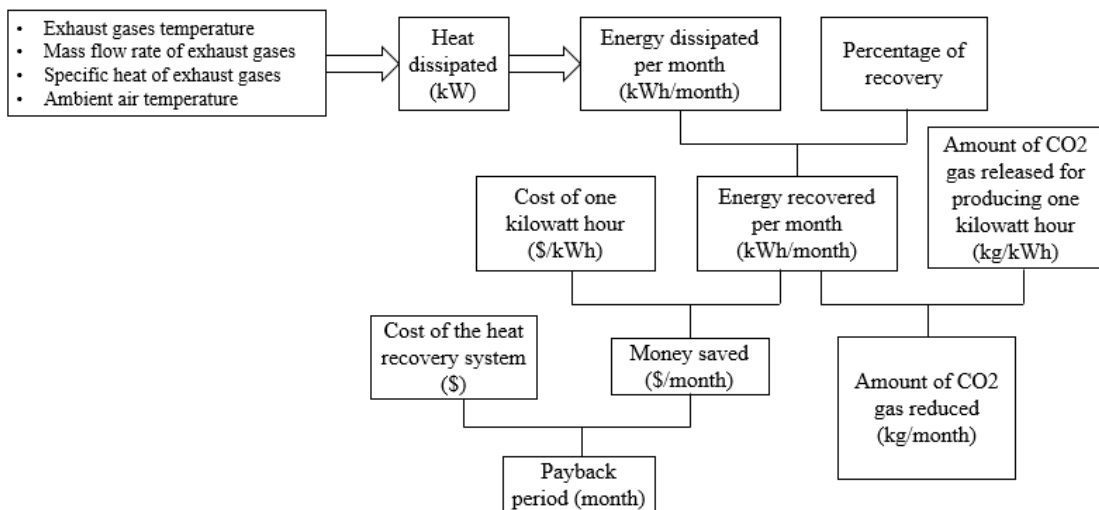 • Exhaust gases temperature
• Mass flow rate of exhaust gases
• Specific heat of exhaust gases
• Ambient air temperature
Heat
dissipated
(kW)
Energy dissipated
per month
(kWh/month)
Percentage of
recovery
Cost of one
kilowatt hour
($/kWh)
Energy recovered
per month
(kWh/month)
Amount of CO2
gas released for
producing one
kilowatt hour
(kg/kWh)
Cost of the heat
recovery system
($)
Money saved
($/month)
Amount of CO2
gas reduced
(kg/month)
Payback
period (month)